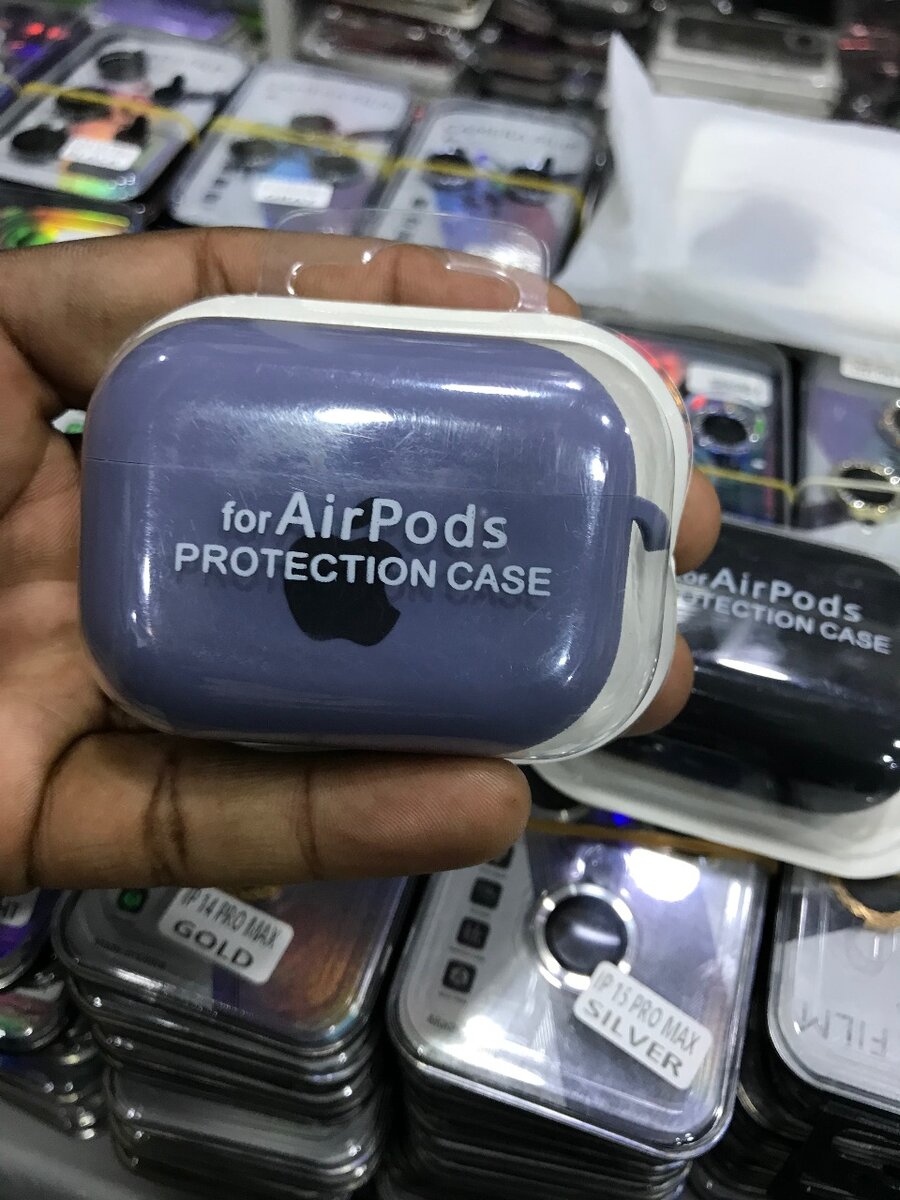 for AirPods
PROTECTION CASE
for AirPods
PROTECTION CASE
IP 14 PRO MAX
GOLD
IP 15 PRO MAX
SILVER
FILM